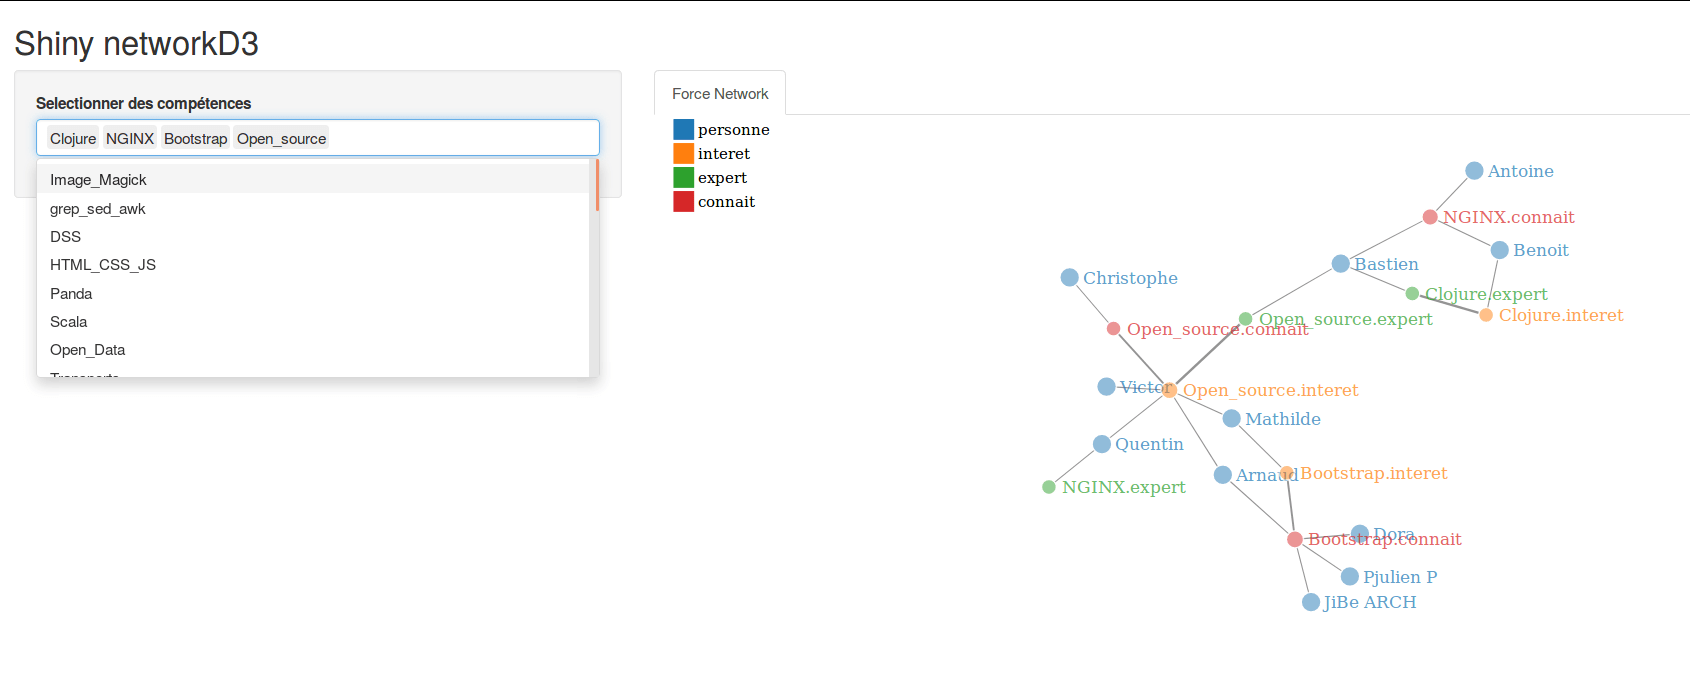 Shiny networkD3
Selectionner des compétences
Clojure NGINX Bootstrap Open_source
Image_Magick
grep_sed_awk
DSS
HTML_CSS_JS
Panda
Scala
Open_Data
Force Network
personne
interet
expert
connait
Antoine
NGINX.connait
Benoit
Bastien
Christophe
Clojure.expert
Clojure.interet
Open_source.expert
Open_source.connait
Victor
Open_source.interet
Mathilde
Quentin
Arnaud
Bootstrap.interet
NGINX.expert
Dora
Bootstrap.connait
Pjulien P
JiBe ARCH